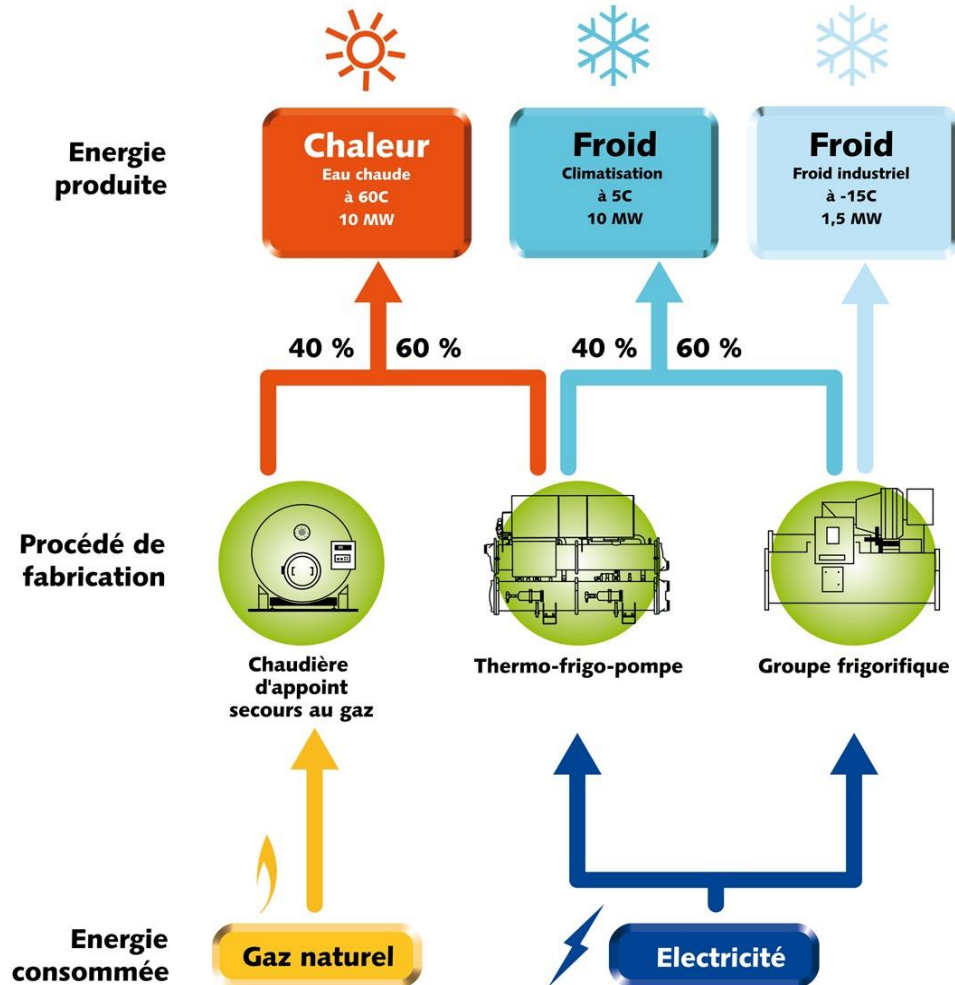 Energie
produite
Chaleur
Eau chaude
à 60C
10 MW
Froid
Climatisation
à 5C
10 MW
Froid
Froid industriel
à -15C
1,5 MW
40 %
60 %
40 %
60 %
Procédé de
fabrication
Chaudière
d'appoint
secours au gaz
Thermo-frigo-pompe
Groupe frigorifique
Energie
consommée
Gaz naturel
Electricité